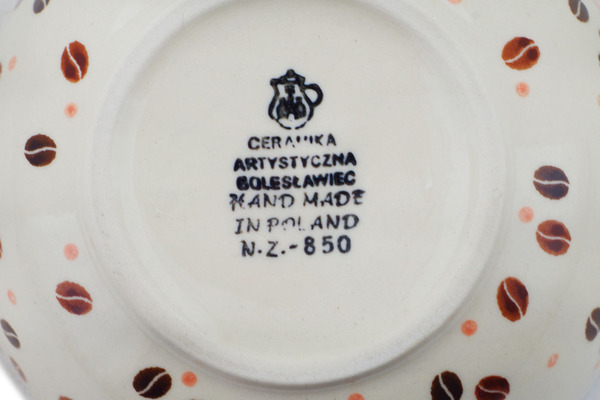 CERAMIKA
ARTYSTYCZNA
BOLESŁAWIEC
HAND MADE
IN POLAND
N.Z.-850